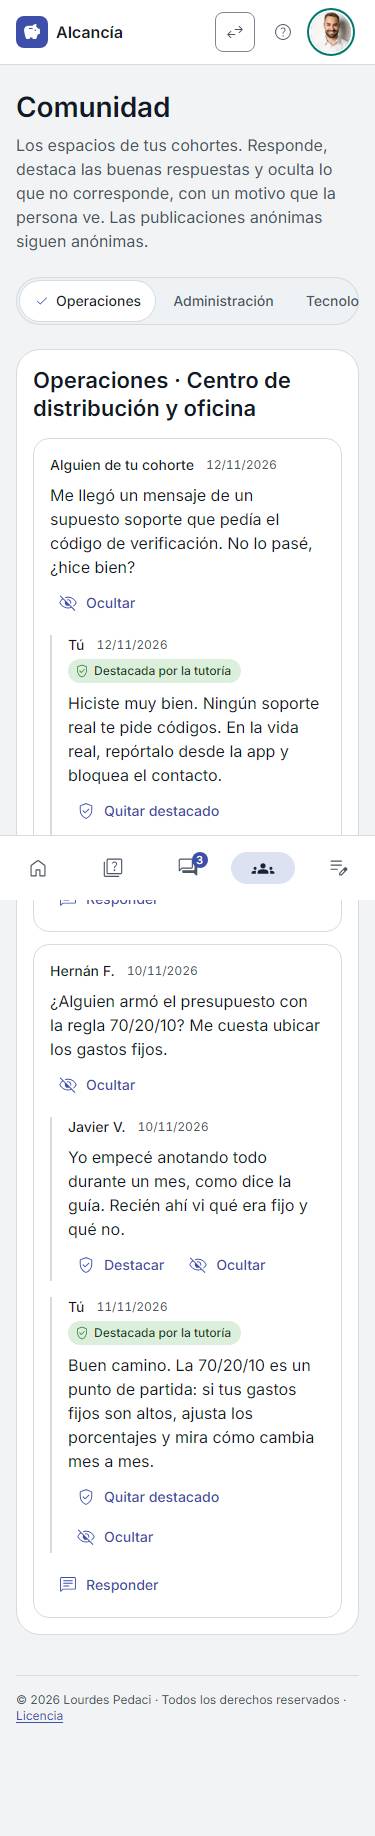 Alcancía
Comunidad
Los espacios de tus cohortes. Responde,
destaca las buenas respuestas y oculta lo
que no corresponde, con un motivo que la
persona ve. Las publicaciones anónimas
siguen anónimas.
Operaciones
Administración
Tecnolo
Operaciones · Centro de
distribución y oficina
Alguien de tu cohorte 12/11/2026
Me llegó un mensaje de un
supuesto soporte que pedía el
código de verificación. No lo pasé,
¿hice bien?
Ocultar
Tú 12/11/2026
Destacada por la tutoría
Hiciste muy bien. Ningún soporte
real te pide códigos. En la vida
real, repórtalo desde la app y
bloquea el contacto.
Quitar destacado
3
Responder
Hernán F. 10/11/2026
¿Alguien armó el presupuesto con
la regla 70/20/10? Me cuesta ubicar
los gastos fijos.
Ocultar
Javier V. 10/11/2026
Yo empecé anotando todo
durante un mes, como dice la
guía. Recién ahí vi qué era fijo y
qué no.
Destacar Ocultar
Tú 11/11/2026
Destacada por la tutoría
Buen camino. La 70/20/10 es un
punto de partida: si tus gastos
fijos son altos, ajusta los
porcentajes y mira cómo cambia
mes a mes.
Quitar destacado
Ocultar
Responder
© 2026 Lourdes Pedaci · Todos los derechos reservados ·
Licencia